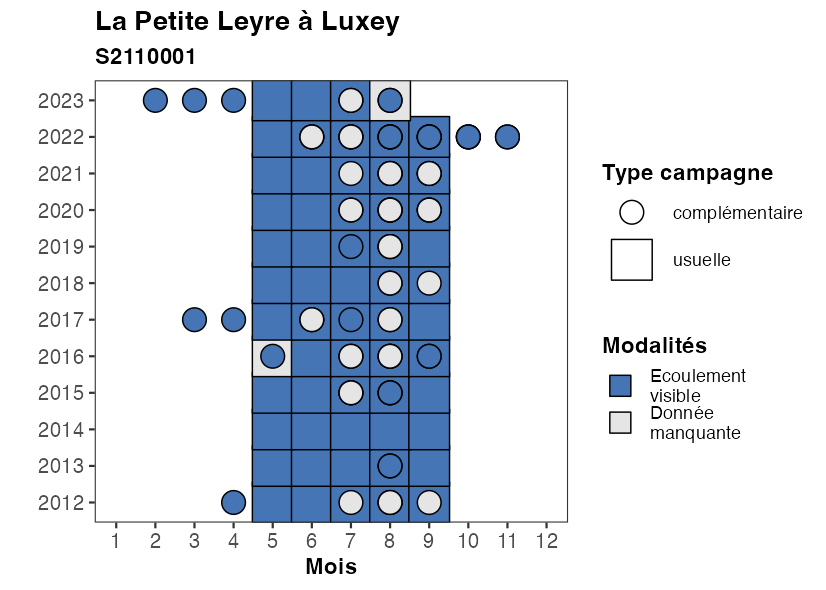 La Petite Leyre à Luxey
S2110001
2023
2022
2021
2020
2019
2018
2017
2016
2015
2014
2013
2012
1 2 3 4 5 6 7 8 9 10 11 12
Mois
Type campagne
complémentaire
usuelle
Modalités
Ecoulement
visible
Donnée
manquante